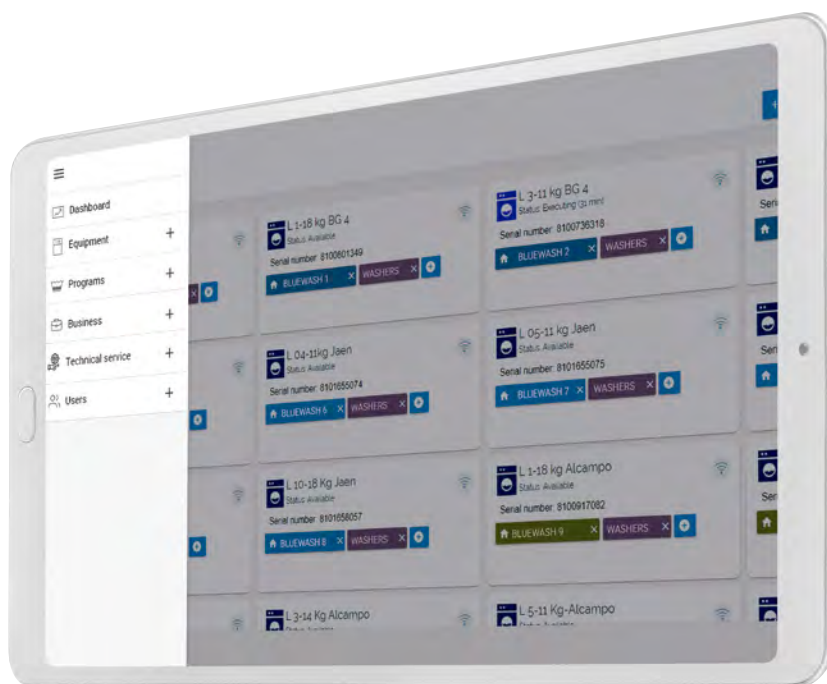 Dashboard
Equipment +
Programs +
Business +
Technical service +
Users +
+
L 1-18 kg BG 4
Status: Available
Serial number: 8100601349
BLUEWASH 1 X WASHERS X +
L 3-11 kg BG 4
Status: Executing (31 min)
Serial number: 8100736318
BLUEWASH 2 X WASHERS X +
L 04-11kg Jaen
Status: Available
Serial number: 8101655074
BLUEWASH 6 X WASHERS X +
L 05-11 kg Jaen
Status: Available
Serial number: 8101655075
BLUEWASH 7 X WASHERS X +
L 10-18 Kg Jaen
Status: Available
Serial number: 8101658057
BLUEWASH 8 X WASHERS X +
L 1-18 kg Alcampo
Status: Available
Serial number: 8100917082
BLUEWASH 9 X WASHERS X +
L 3-14 Kg Alcampo
L 5-11 Kg-Alcampo